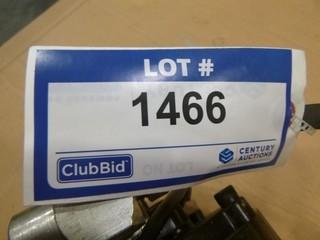 LOT #
1466
ClubBid
CENTURY
AUCTIONS